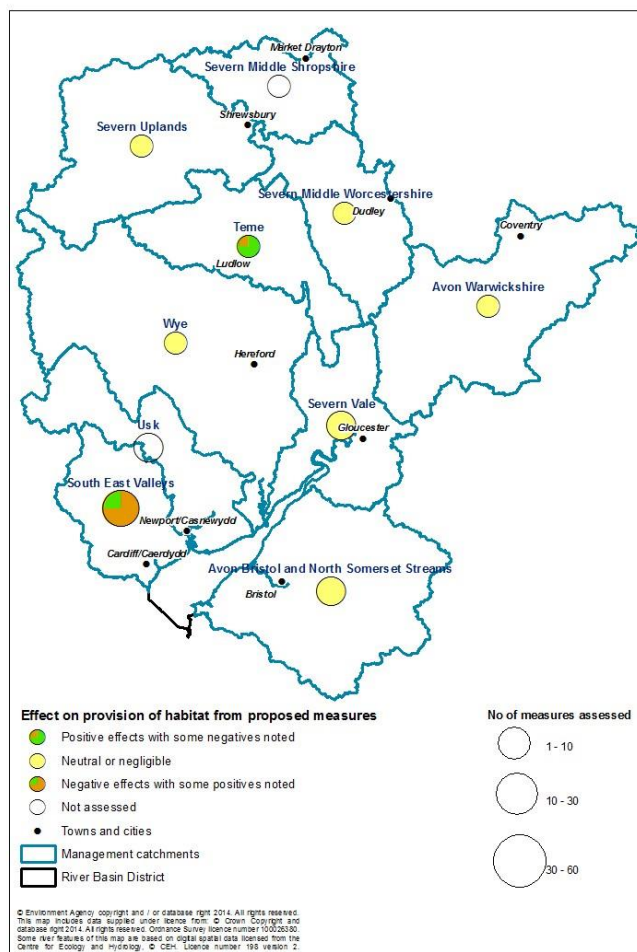 Market Drayton
Severn Middle Shropshire
Shrewsbury
Severn Uplands
Severn Middle Worcestershire
Dudley
Coventry
Teme
Ludlow
Avon Warwickshire
Wye
Hereford
Severn Vale
Gloucester
Usk
South East Valleys
Newport/Casnewydd
Cardiff/Caerdydd
Avon Bristol and North Somerset Streams
Bristol
Effect on provision of habitat from proposed measures
Positive effects with some negatives noted
Neutral or negligible
Negative effects with some positives noted
Not assessed
Towns and cities
Management catchments
River Basin District
No of measures assessed
1 - 10
10 - 30
30 - 60
© Environment Agency copyright and / or database right 2014. All rights reserved.
This map includes data supplied under licence from: © Crown Copyright and
database right 2014. All rights reserved. Ordnance Survey licence number 100026380.
Some river features of this map are based on digital spatial data licensed from the
Centre for Ecology and Hydrology, © CEH. Licence number 198 version 2.